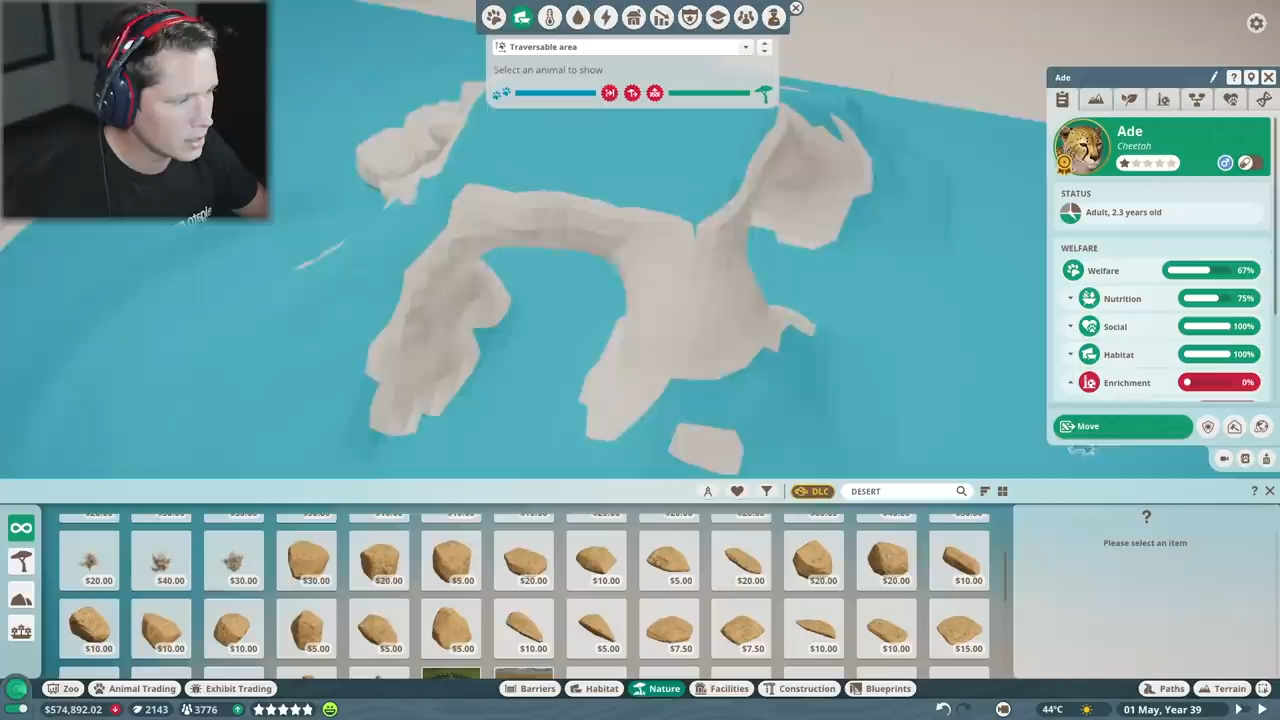 Traversable area
Select an animal to show
Ade
Ade
Cheetah
STATUS
Adult, 2.3 years old
WELFARE
Welfare 67%
Nutrition 75%
Social 100%
Habitat 100%
Enrichment 0%
Move
DLC DESERT
? Please select an item
$20.00 $40.00 $30.00 $30.00 $20.00 $5.00 $20.00 $10.00 $5.00 $20.00 $20.00 $20.00 $10.00
$10.00 $10.00 $10.00 $5.00 $5.00 $5.00 $10.00 $5.00 $7.50 $7.50 $10.00 $10.00 $15.00
Zoo Animal Trading Exhibit Trading Barriers Habitat Nature Facilities Construction Blueprints Paths Terrain
$574,892.02 2143 3776 44°C 01 May, Year 39